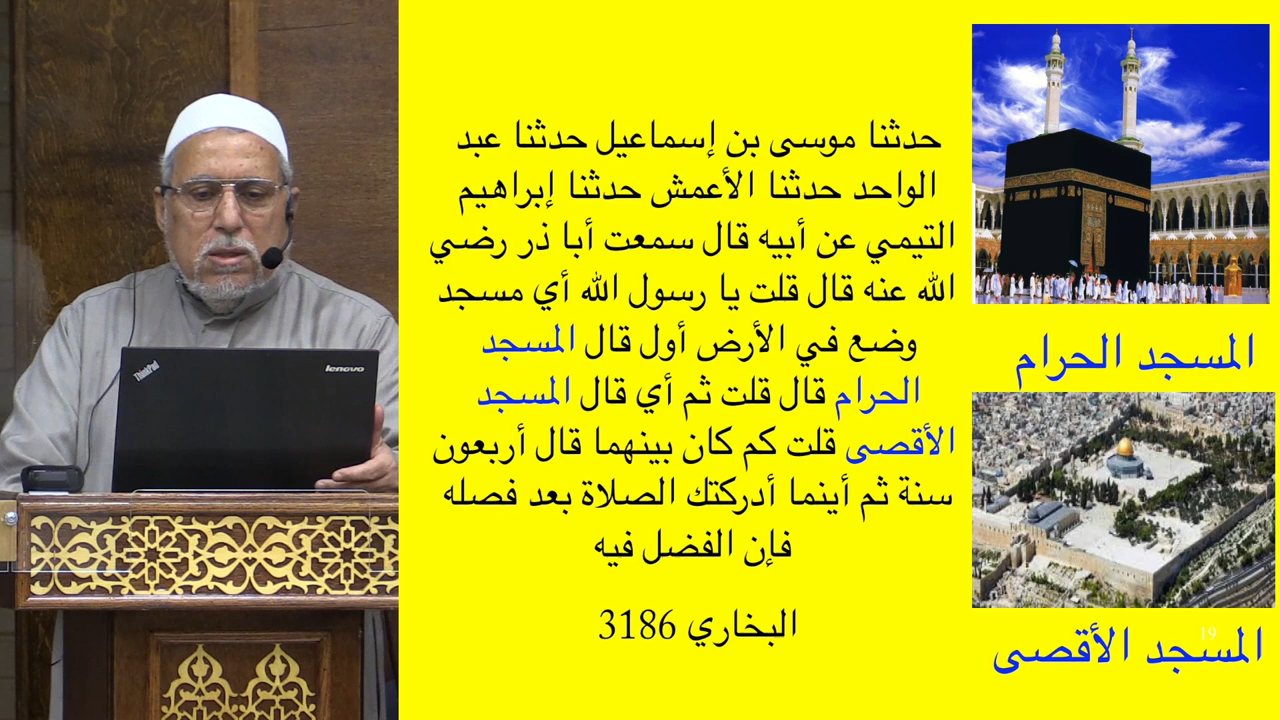 حدثنا موسى بن إسماعيل حدثنا عبد
الواحد حدثنا الأعمش حدثنا إبراهيم
التيمي عن أبيه قال سمعت أبا ذر رضي
الله عنه قال قلت يا رسول الله أي مسجد
وضع في الأرض أول قال المسجد
الحرام قال قلت ثم أي قال المسجد
الأقصى قلت كم كان بينهما قال أربعون
سنة ثم أينما أدركتك الصلاة بعد فصله
فإن الفضل فيه
البخاري 3186
المسجد الحرام
المسجد الأقصى
19
ThinkPad
lenovo